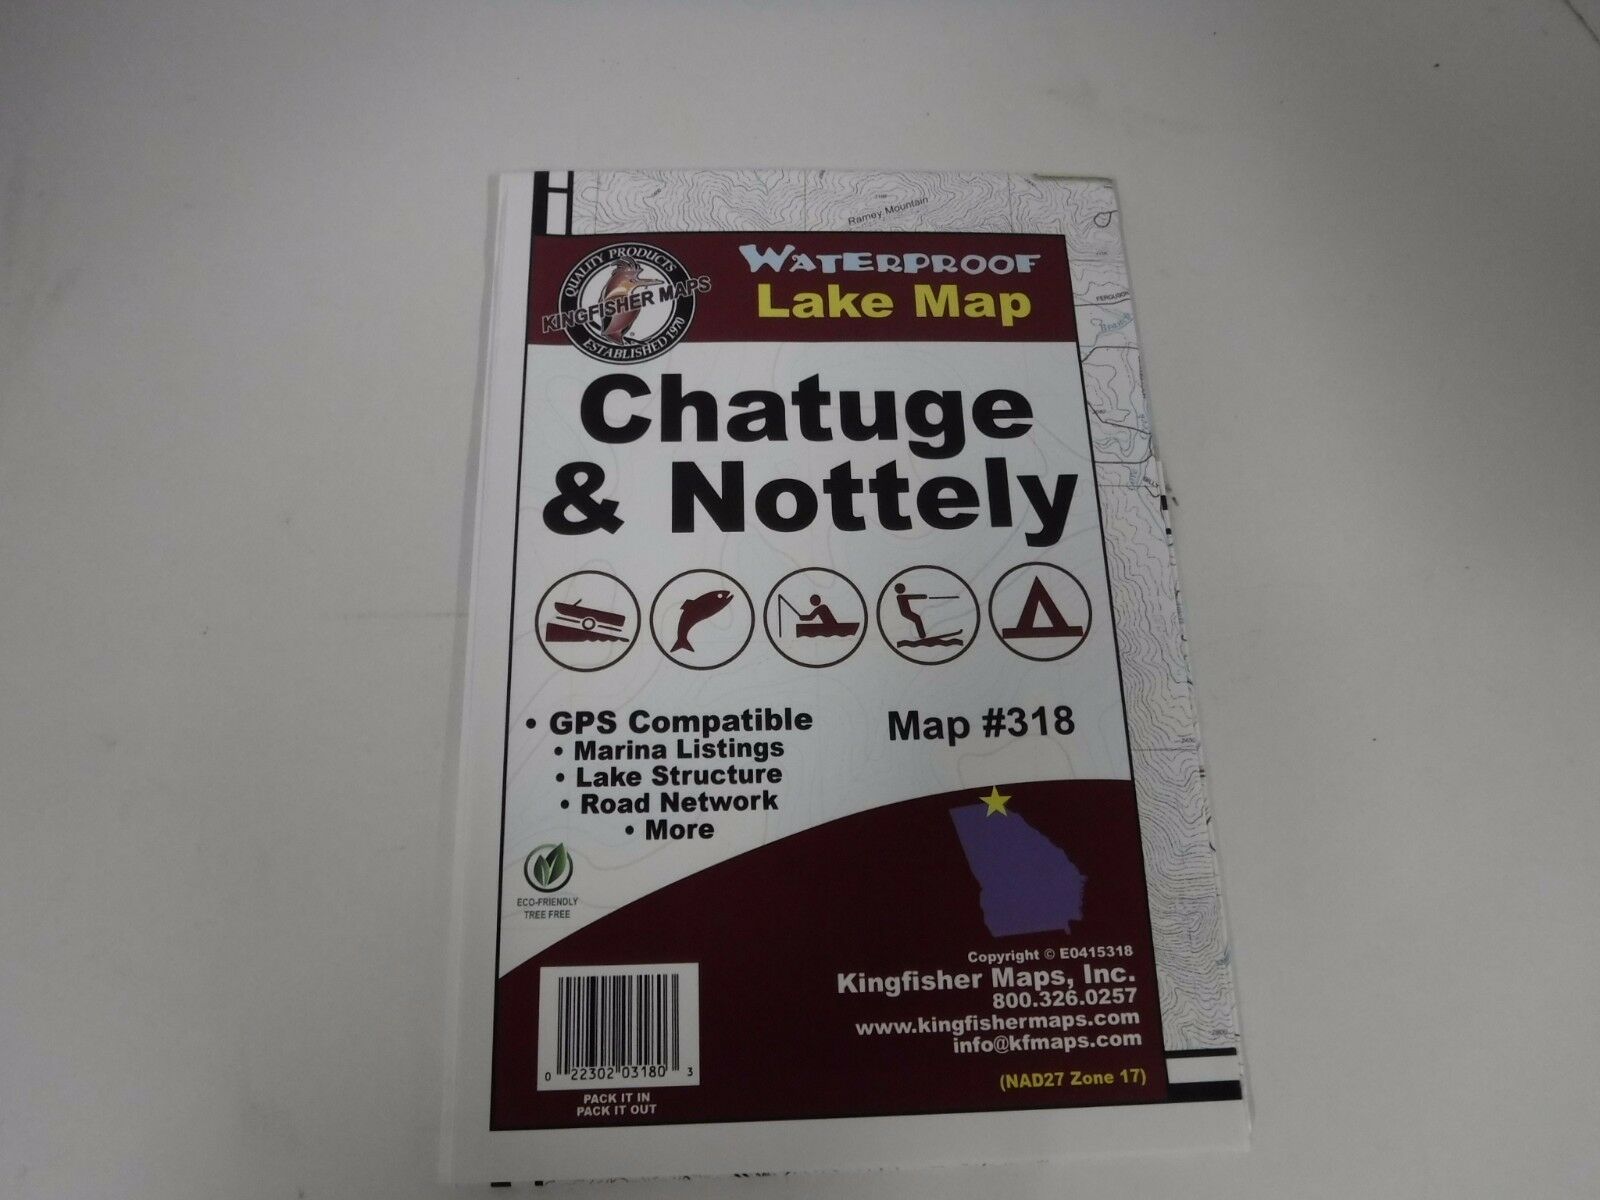 Ramey Mountain
QUALITY PRODUCTS
KINGFISHER MAPS
ESTABLISHED 1970
WATERPROOF
Lake Map
FERGUSON
Chatuge
& Nottely
• GPS Compatible
• Marina Listings
• Lake Structure
• Road Network
• More
Map #318
ECO-FRIENDLY
TREE FREE
Copyright © E0415318
Kingfisher Maps, Inc.
800.326.0257
www.kingfishermaps.com
info@kfmaps.com
(NAD27 Zone 17)
0 22302 03180 3
PACK IT IN
PACK IT OUT